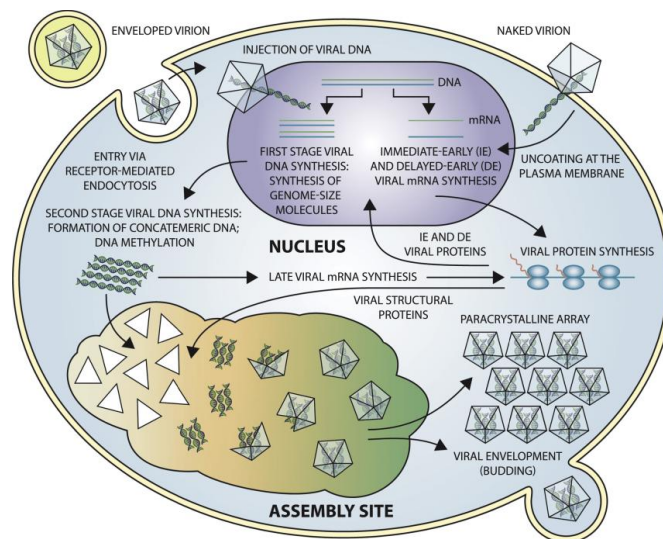 ENVELOPED VIRION
INJECTION OF VIRAL DNA
NAKED VIRION
DNA
mRNA
ENTRY VIA
RECEPTOR-MEDIATED
ENDOCYTOSIS
FIRST STAGE VIRAL
DNA SYNTHESIS:
SYNTHESIS OF
GENOME-SIZE
MOLECULES
IMMEDIATE-EARLY (IE)
AND DELAYED-EARLY (DE)
VIRAL mRNA SYNTHESIS
UNCOATING AT THE
PLASMA MEMBRANE
SECOND STAGE VIRAL DNA SYNTHESIS:
FORMATION OF CONCATEMERIC DNA;
DNA METHYLATION
NUCLEUS
IE AND DE
VIRAL PROTEINS
VIRAL PROTEIN SYNTHESIS
LATE VIRAL mRNA SYNTHESIS
VIRAL STRUCTURAL
PROTEINS
PARACRYSTALLINE ARRAY
VIRAL ENVELOPMENT
(BUDDING)
ASSEMBLY SITE